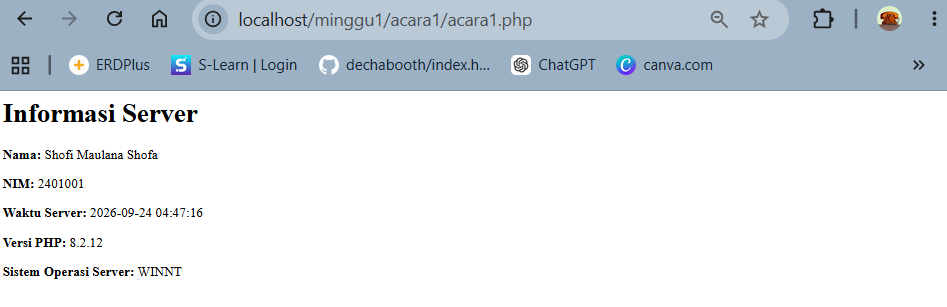 localhost/minggu1/acara1/acara1.php
ERDPlus S-Learn | Login dechabooth/index.h... ChatGPT canva.com
Informasi Server
Nama: Shofi Maulana Shofa
NIM: 2401001
Waktu Server: 2026-09-24 04:47:16
Versi PHP: 8.2.12
Sistem Operasi Server: WINNT